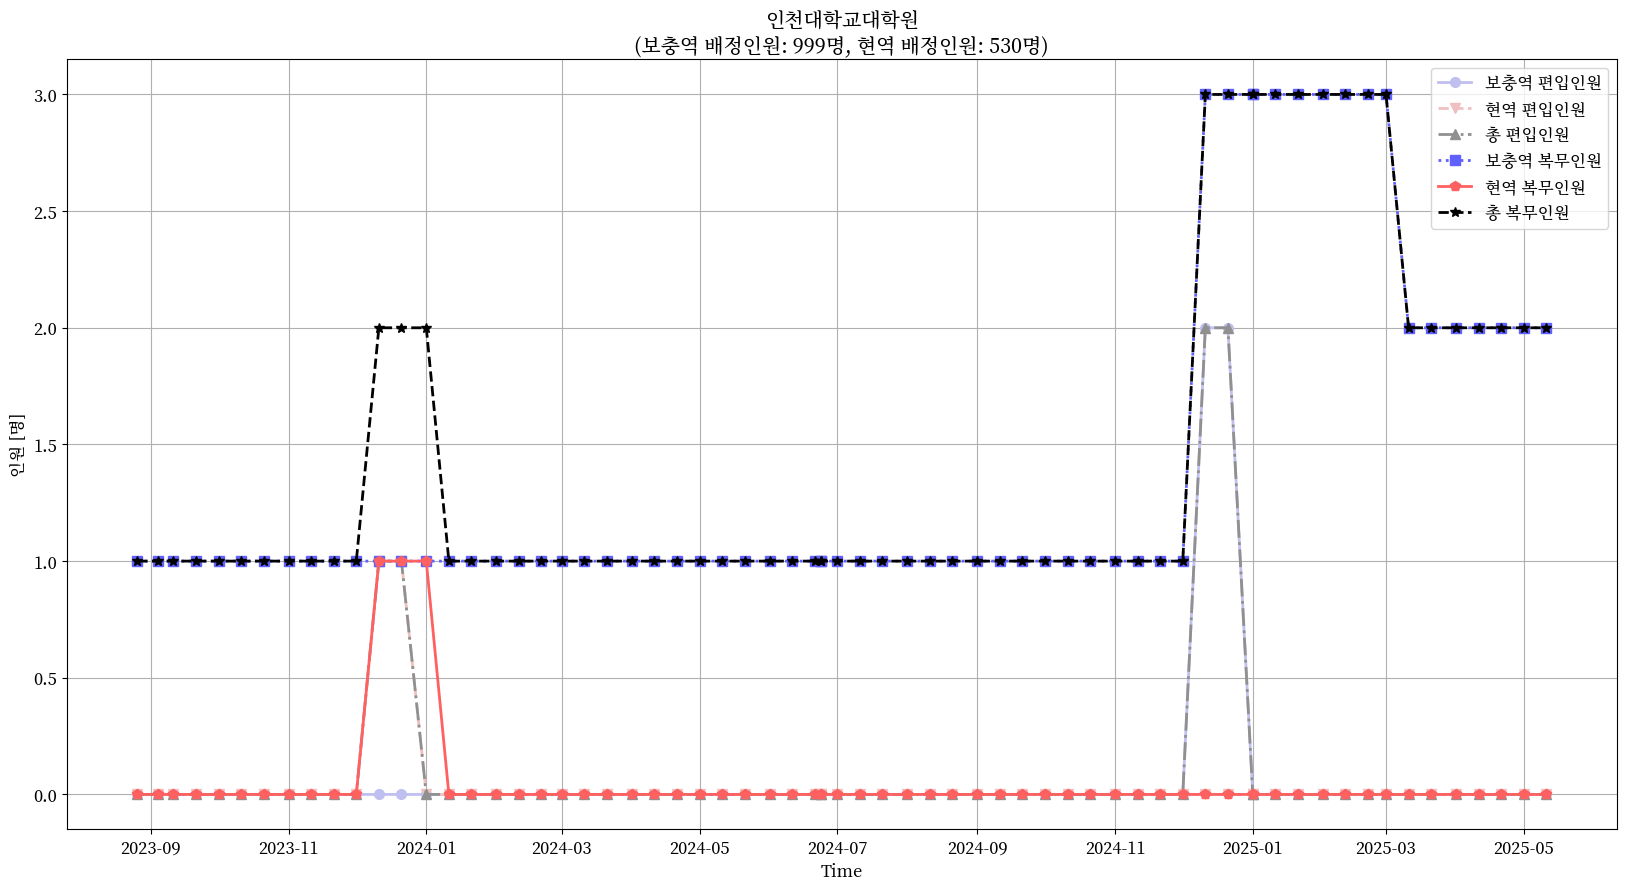 인천대학교대학원
(보충역 배정인원: 999명, 현역 배정인원: 530명)
보충역 편입인원
현역 편입인원
총 편입인원
보충역 복무인원
현역 복무인원
총 복무인원
인원 [명]
3.0
2.5
2.0
1.5
1.0
0.5
0.0
2023-09 2023-11 2024-01 2024-03 2024-05 2024-07 2024-09 2024-11 2025-01 2025-03 2025-05
Time